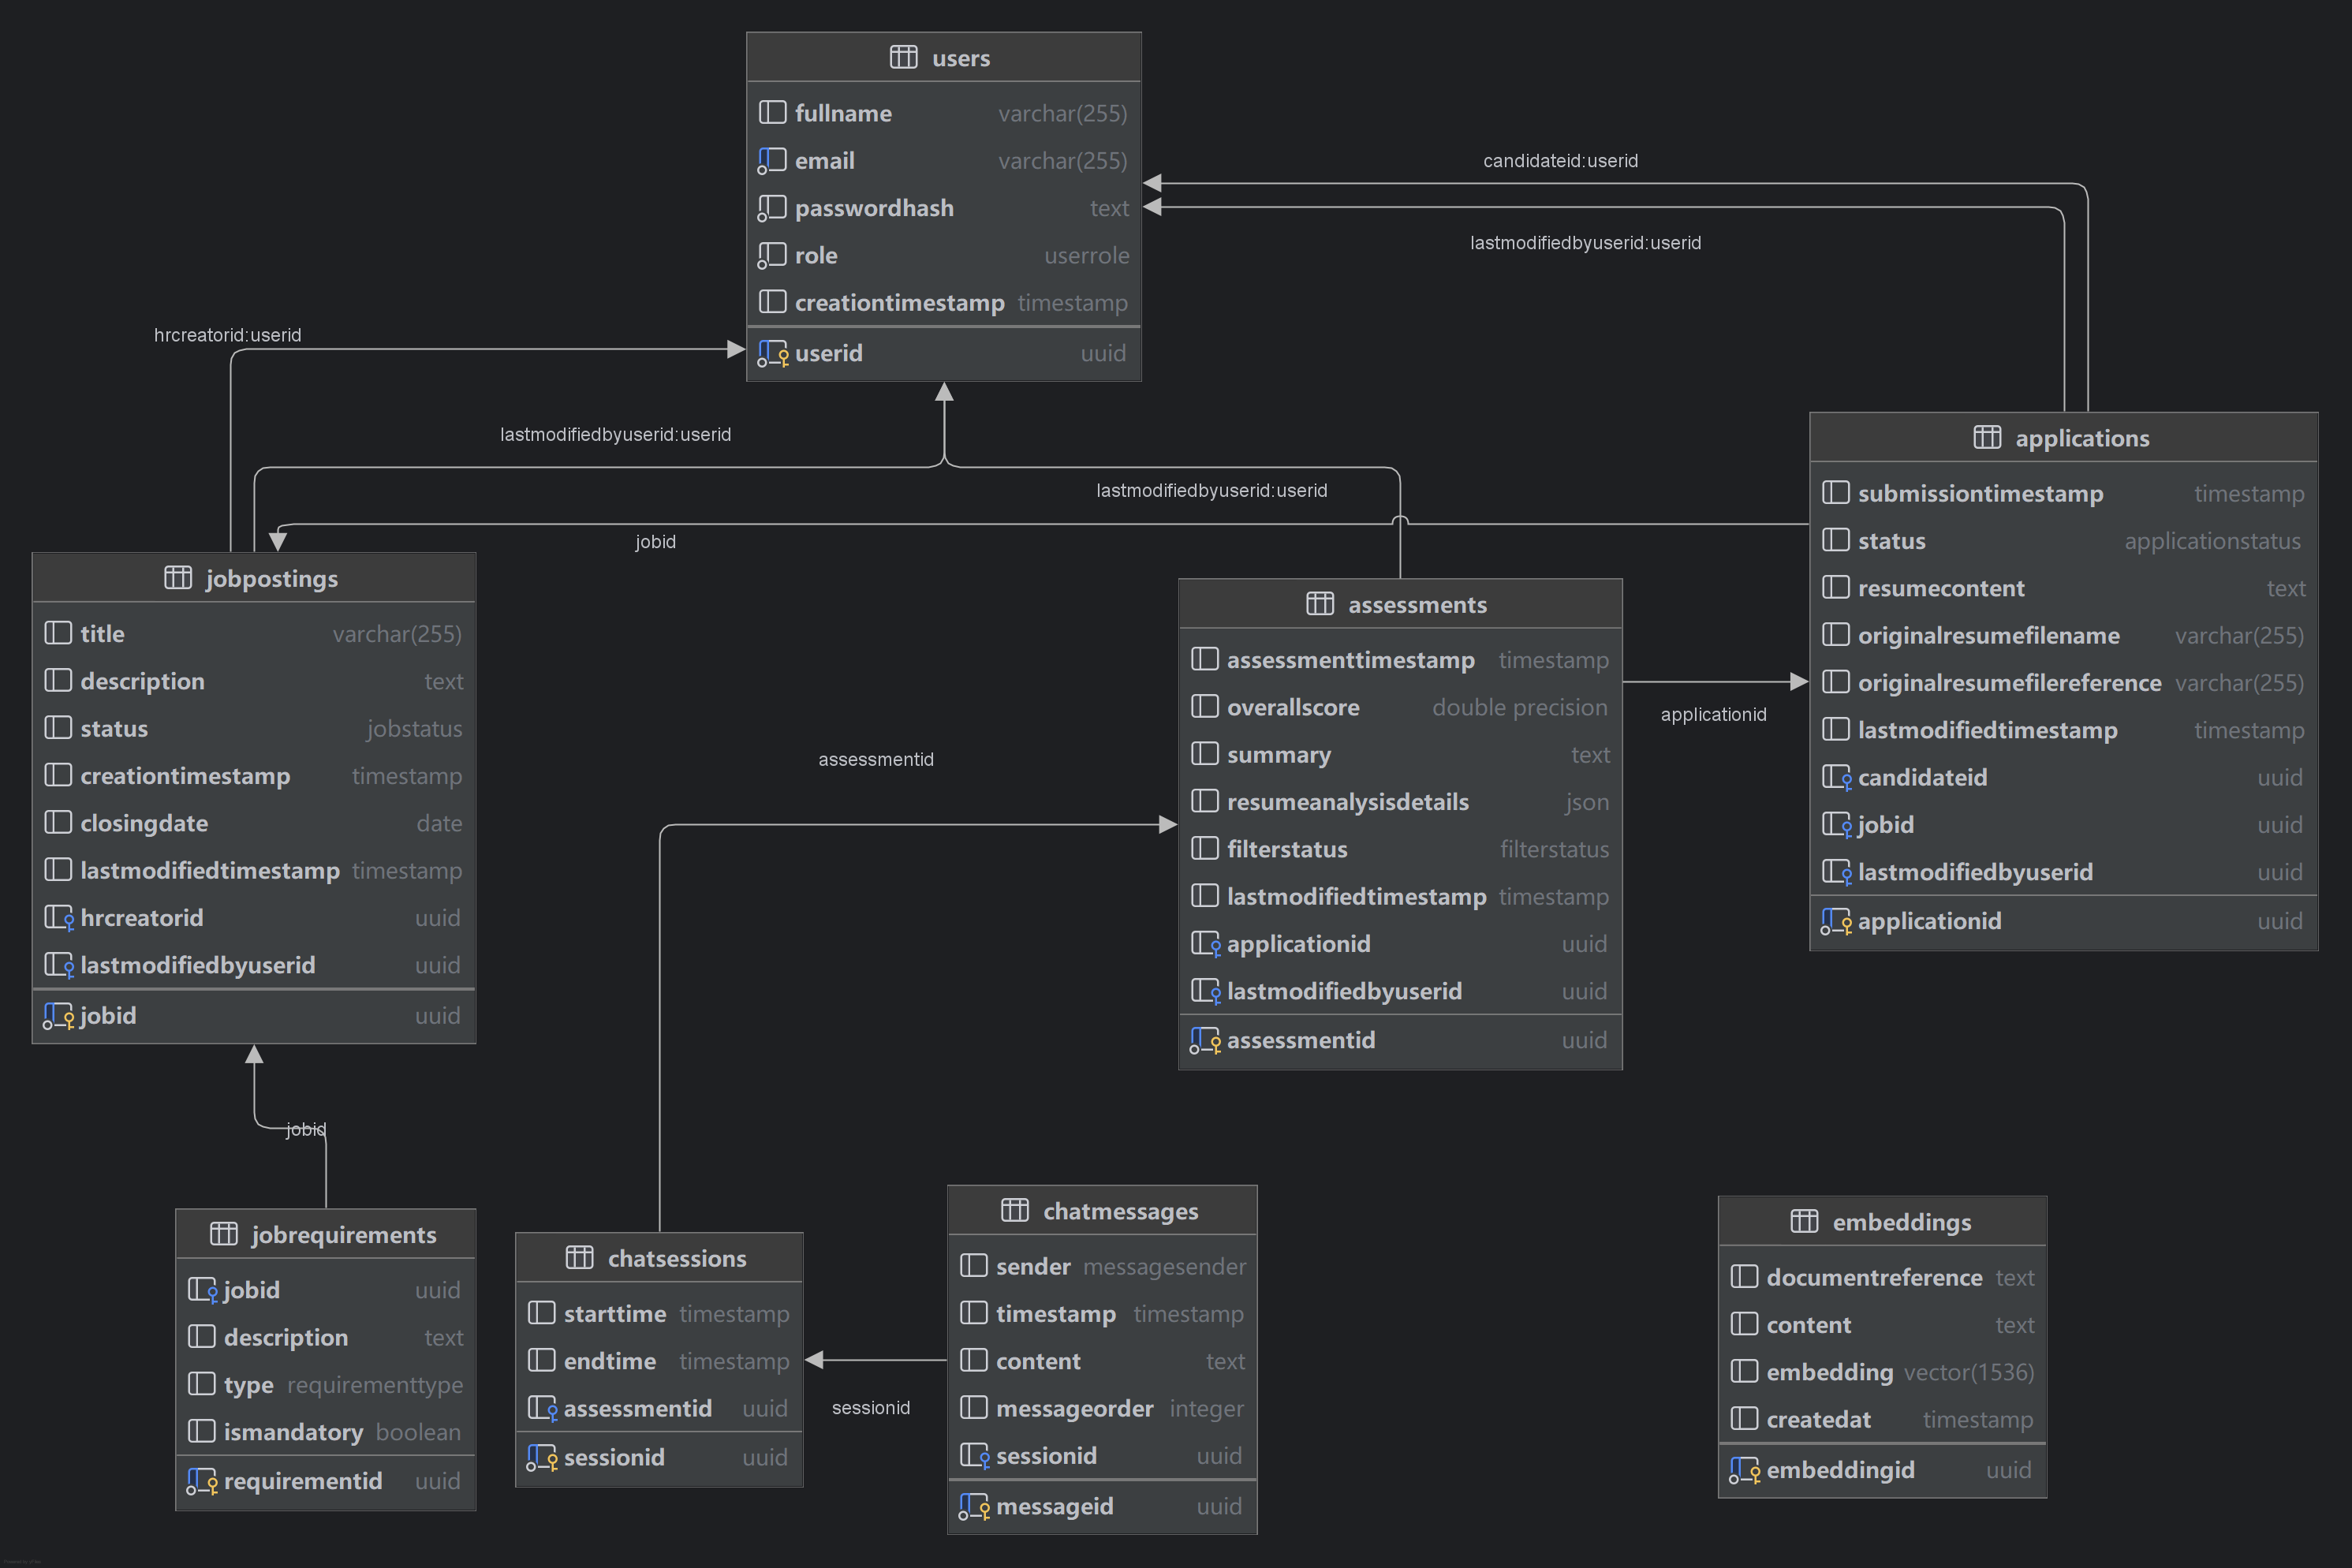 users
fullname varchar(255)
email varchar(255)
passwordhash text
role userrole
creationtimestamp timestamp
userid uuid
candidateid:userid
lastmodifiedbyuserid:userid
hrcreatorid:userid
lastmodifiedbyuserid:userid
lastmodifiedbyuserid:userid
jobid
applications
submissiontimestamp timestamp
status applicationstatus
resumecontent text
originalresumefilename varchar(255)
originalresumefilereference varchar(255)
lastmodifiedtimestamp timestamp
candidateid uuid
jobid uuid
lastmodifiedbyuserid uuid
applicationid uuid
jobpostings
title varchar(255)
description text
status jobstatus
creationtimestamp timestamp
closingdate date
lastmodifiedtimestamp timestamp
hrcreatorid uuid
lastmodifiedbyuserid uuid
jobid uuid
assessments
assessmenttimestamp timestamp
overallscore double precision
summary text
resumeanalysisdetails json
filterstatus filterstatus
lastmodifiedtimestamp timestamp
applicationid uuid
lastmodifiedbyuserid uuid
assessmentid uuid
applicationid
assessmentid
jobid
jobrequirements
jobid uuid
description text
type requirementtype
ismandatory boolean
requirementid uuid
chatsessions
starttime timestamp
endtime timestamp
assessmentid uuid
sessionid uuid
sessionid
chatmessages
sender messagesender
timestamp timestamp
content text
messageorder integer
sessionid uuid
messageid uuid
embeddings
documentreference text
content text
embedding vector(1536)
createdat timestamp
embeddingid uuid